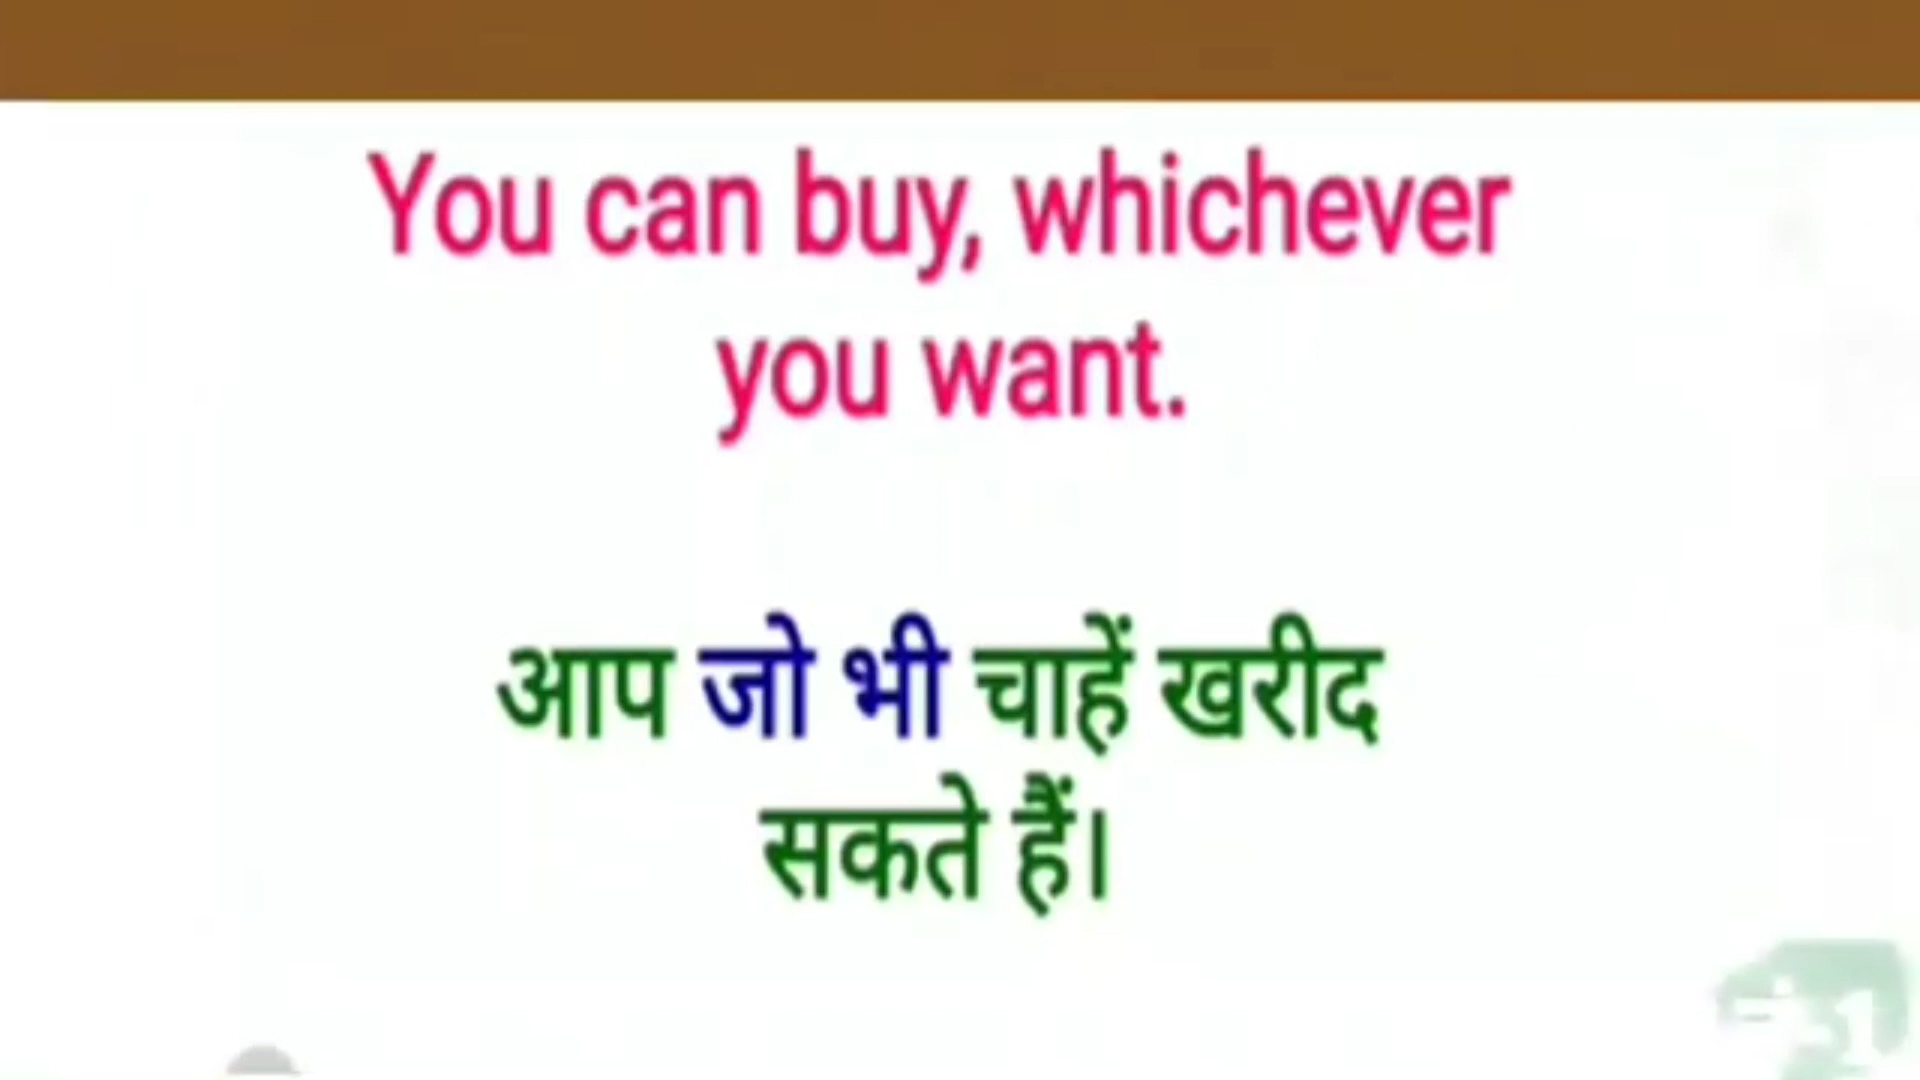 You can buy, whichever
you want.
आप जो भी चाहें खरीद
सकते हैं।